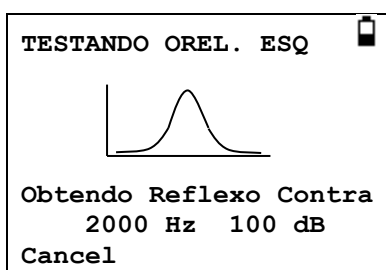 TESTANDO OREL. ESQ
Obtendo Reflexo Contra
2000 Hz 100 dB
Cancel